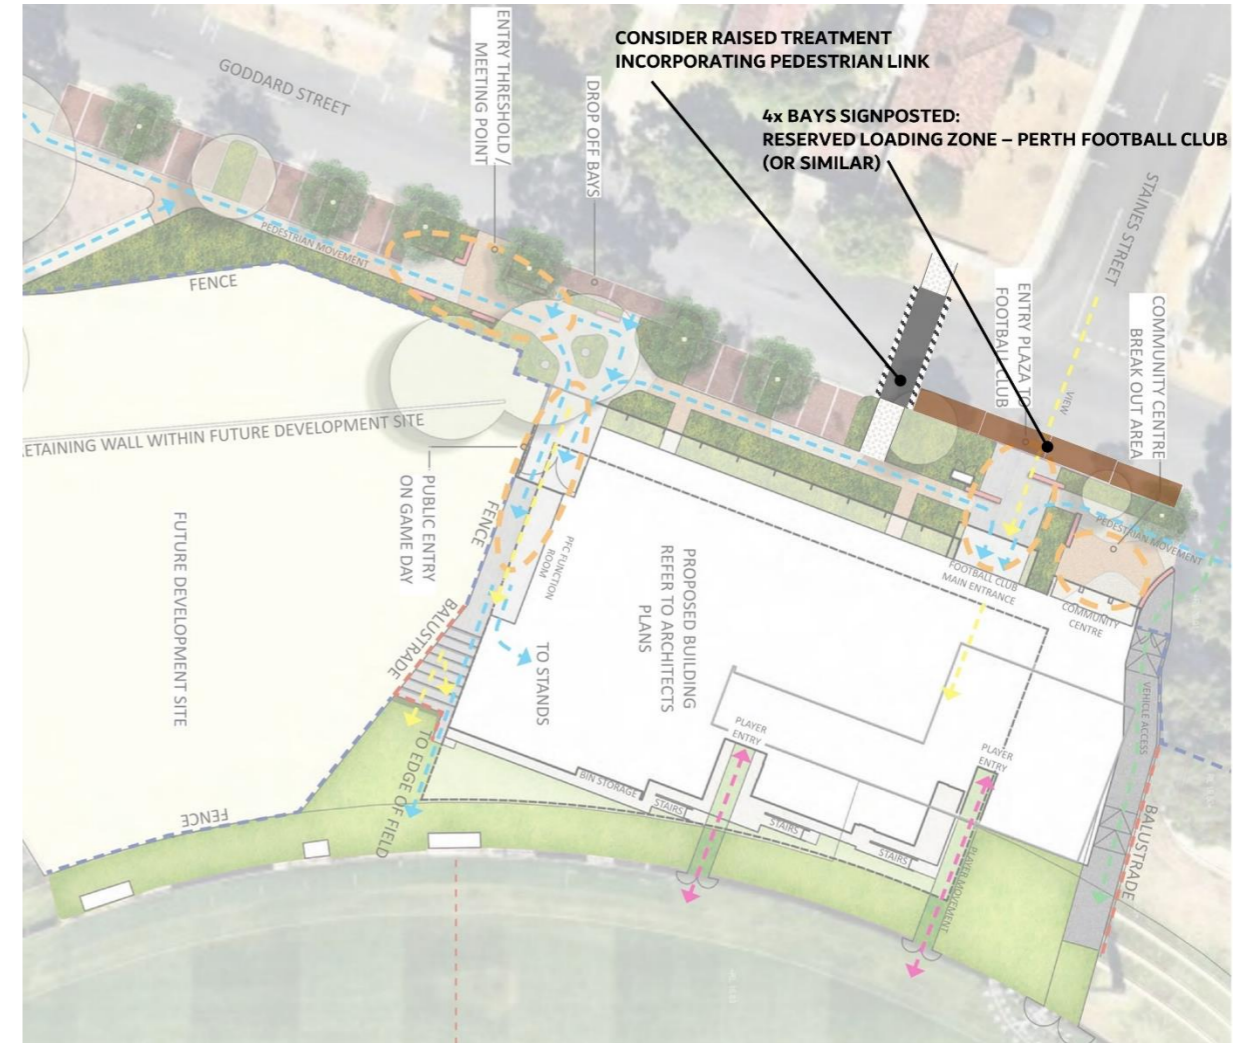 CONSIDER RAISED TREATMENT
INCORPORATING PEDESTRIAN LINK
4x BAYS SIGNPOSTED:
RESERVED LOADING ZONE – PERTH FOOTBALL CLUB
(OR SIMILAR)
GODDARD STREET
ENTRY THRESHOLD /
MEETING POINT
DROP OFF BAYS
STAINES STREET
PEDESTRIAN MOVEMENT
FENCE
ENTRY PLAZA TO
FOOTBALL CLUB
VIEW
COMMUNITY CENTRE
BREAK OUT AREA
ETAINING WALL WITHIN FUTURE DEVELOPMENT SITE
PUBLIC ENTRY
ON GAME DAY
FENCE
PFC FUNCTION
ROOM
FUTURE DEVELOPMENT SITE
PROPOSED BUILDING
REFER TO ARCHITECTS
PLANS
FOOTBALL CLUB
MAIN ENTRANCE
PEDESTRIAN MOVEMENT
COMMUNITY
CENTRE
BALUSTRADE
TO STANDS
VEHICLE ACCESS
PLAYER
ENTRY
PLAYER
ENTRY
TO EDGE OF FIELD
BIN STORAGE
STAIRS
STAIRS
STAIRS
FENCE
PLAYER MOVEMENT
BALUSTRADE